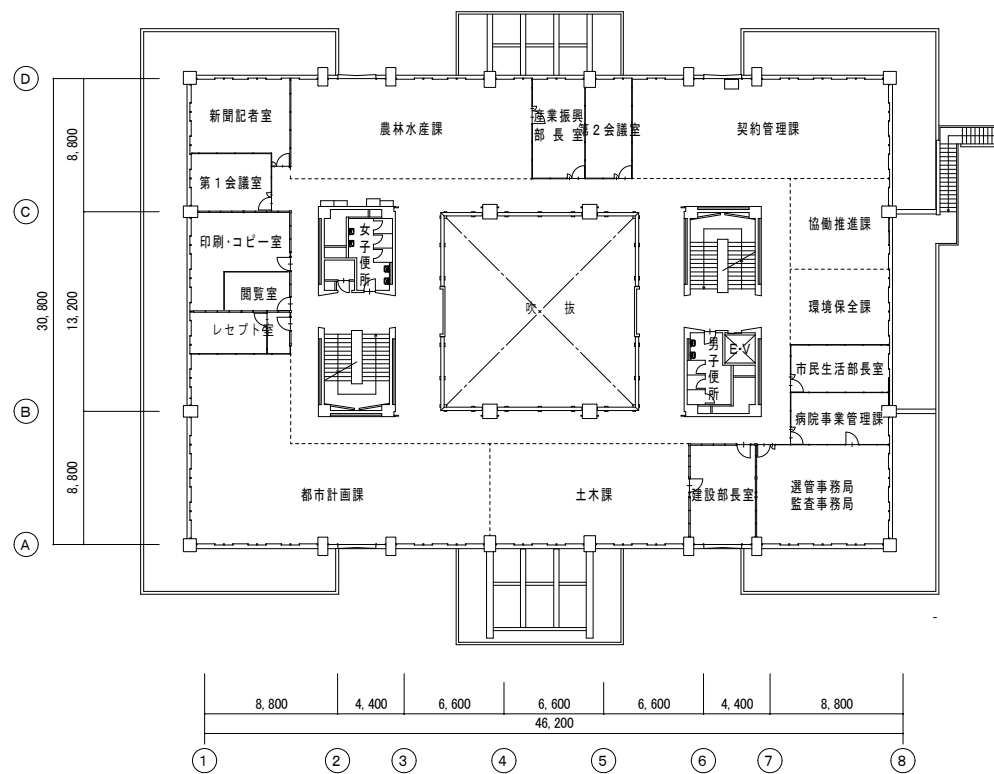 D
新聞記者室
農林水産課
産業振興
部長室
第2会議室
契約管理課
8,800
第1会議室
C
印刷・コピー室
女子便所
協働推進課
閲覧室
吹抜
環境保全課
30,800
13,200
レセプト室
男子便所
E・V
市民生活部長室
B
病院事業管理課
8,800
都市計画課
土木課
建設部長室
選管事務局
監査事務局
A
8,800
4,400
6,600
6,600
6,600
4,400
8,800
46,200
1
2
3
4
5
6
7
8